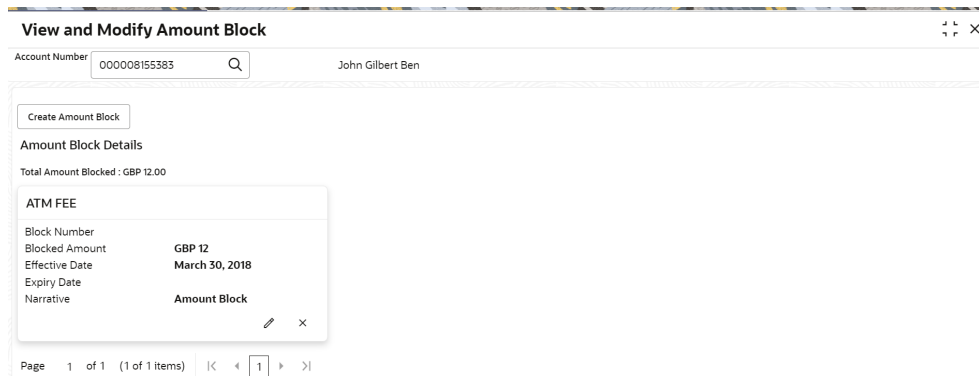 View and Modify Amount Block
Account Number 000008155383 John Gilbert Ben
Create Amount Block
Amount Block Details
Total Amount Blocked : GBP 12.00
ATM FEE
Block Number
Blocked Amount GBP 12
Effective Date March 30, 2018
Expiry Date
Narrative Amount Block
Page 1 of 1 (1 of 1 items) 1